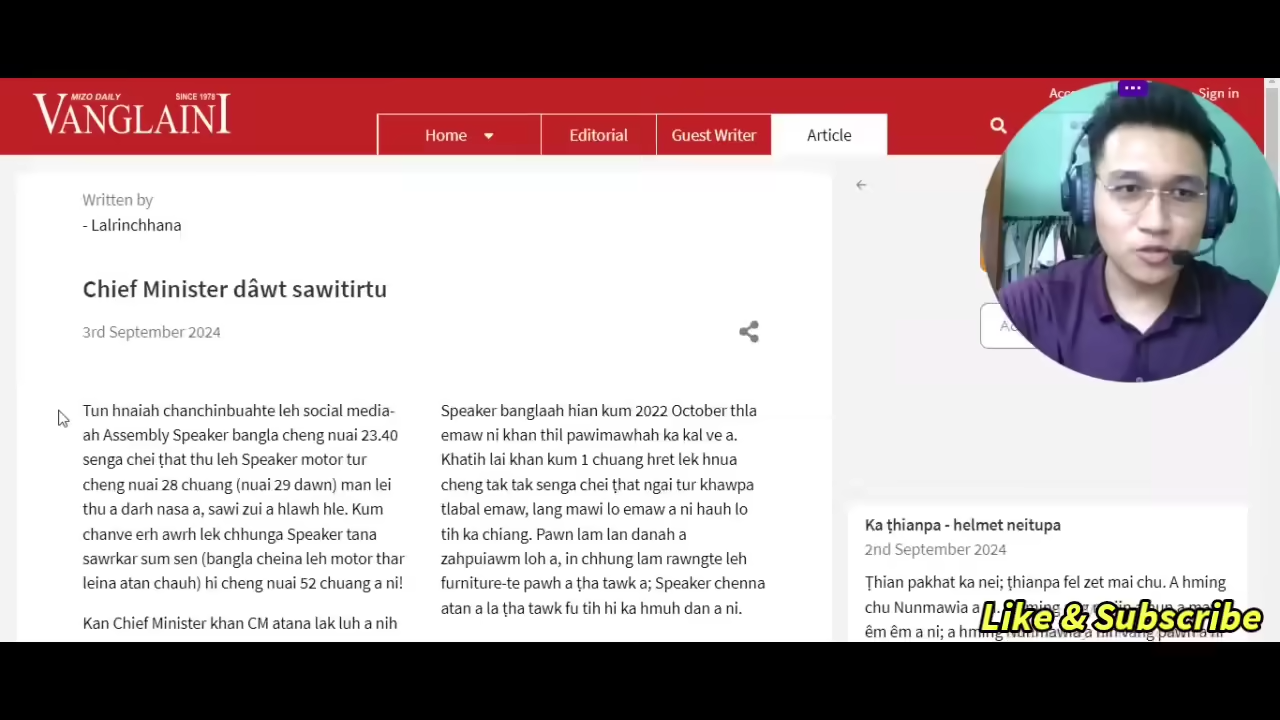 MIZO DAILY
SINCE 1978
VANGLAINI
Home
Editorial
Guest Writer
Article
Sign in
Written by
- Lalrinchhana
Chief Minister dâwt sawitirtu
3rd September 2024
Tun hnaiah chanchinbuahte leh social media-
ah Assembly Speaker bangla cheng nuai 23.40
senga chei ṭhat thu leh Speaker motor tur
cheng nuai 28 chuang (nuai 29 dawn) man lei
thu a darh nasa a, sawi zui a hlawh hle. Kum
chanve erh awrh lek chhunga Speaker tana
sawrkar sum sen (bangla cheina leh motor thar
leina atan chauh) hi cheng nuai 52 chuang a ni!
Kan Chief Minister khan CM atana lak luh a nih
Speaker banglaah hian kum 2022 October thla
emaw ni khan thil pawimawhah ka kal ve a.
Khatih lai khan kum 1 chuang hret lek hnua
cheng tak tak senga chei ṭhat ngai tur khawpa
tlabal emaw, lang mawi lo emaw a ni hauh lo
tih ka chiang. Pawn lam lan danah a
zahpuiawm loh a, in chhung lam rawngte leh
furniture-te pawh a ṭha tawk a; Speaker chenna
atan a la ṭha tawk fu tih hi ka hmuh dan a ni.
Ka ṭhianpa - helmet neitupa
2nd September 2024
Ṭhian pakhat ka nei; ṭhianpa fel zet mai chu. A hming
chu Nunmawia a
êm êm a ni; a hming Nunmawia a nih vang pawn a ni
Like & Subscribe